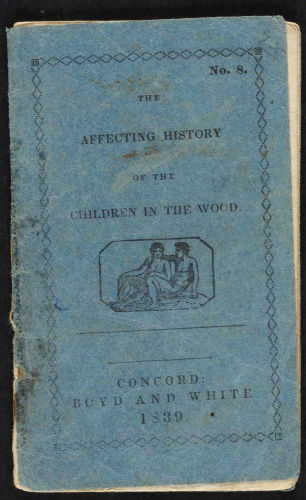 No. 8.
THE
AFFECTING HISTORY
OF THE
CHILDREN IN THE WOOD.
CONCORD:
BOYD AND WHITE
1839.